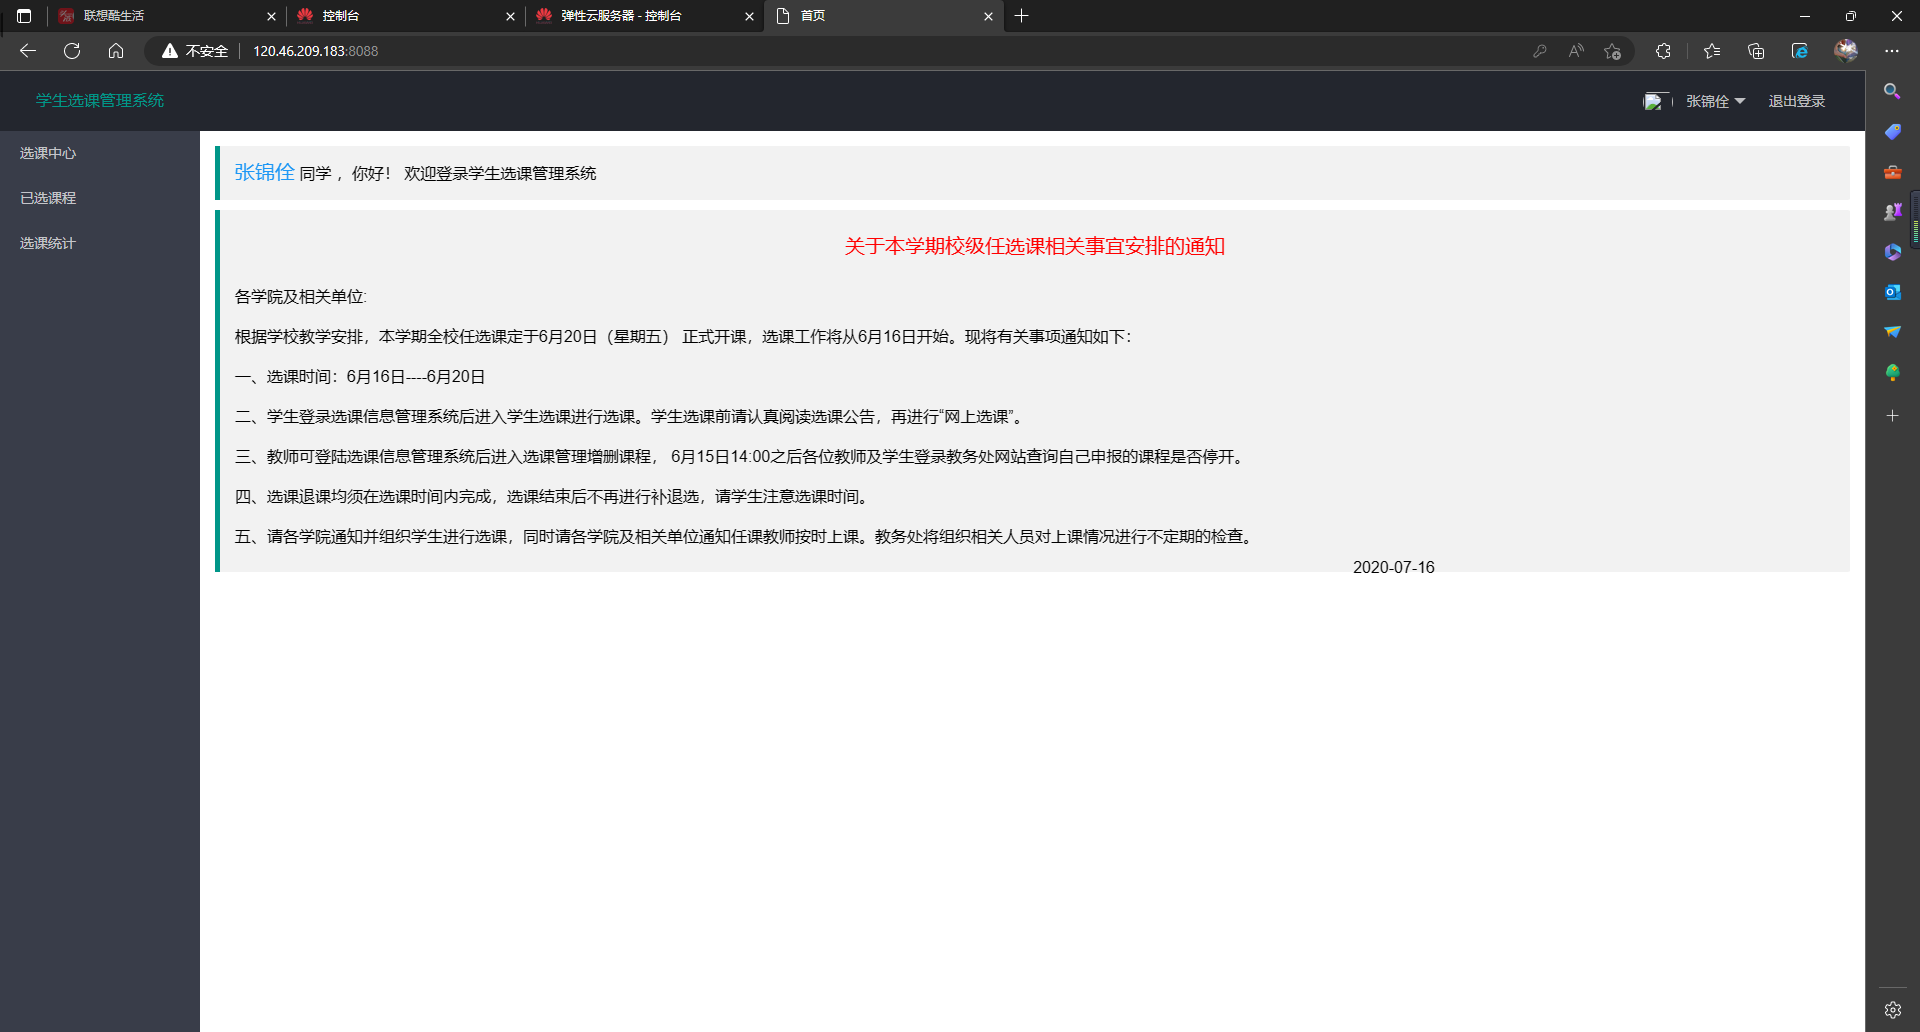 联想酷生活
控制台
弹性云服务器 - 控制台
首页
不安全
120.46.209.183:8088
学生选课管理系统
张锦佺
退出登录
选课中心
已选课程
选课统计
张锦佺 同学 ，你好！ 欢迎登录学生选课管理系统
关于本学期校级任选课相关事宜安排的通知
各学院及相关单位:
根据学校教学安排，本学期全校任选课定于6月20日（星期五） 正式开课，选课工作将从6月16日开始。现将有关事项通知如下：
一、选课时间：6月16日----6月20日
二、学生登录选课信息管理系统后进入学生选课进行选课。学生选课前请认真阅读选课公告，再进行“网上选课”。
三、教师可登陆选课信息管理系统后进入选课管理增删课程， 6月15日14:00之后各位教师及学生登录教务处网站查询自己申报的课程是否停开。
四、选课退课均须在选课时间内完成，选课结束后不再进行补退选，请学生注意选课时间。
五、请各学院通知并组织学生进行选课，同时请各学院及相关单位通知任课教师按时上课。教务处将组织相关人员对上课情况进行不定期的检查。
2020-07-16